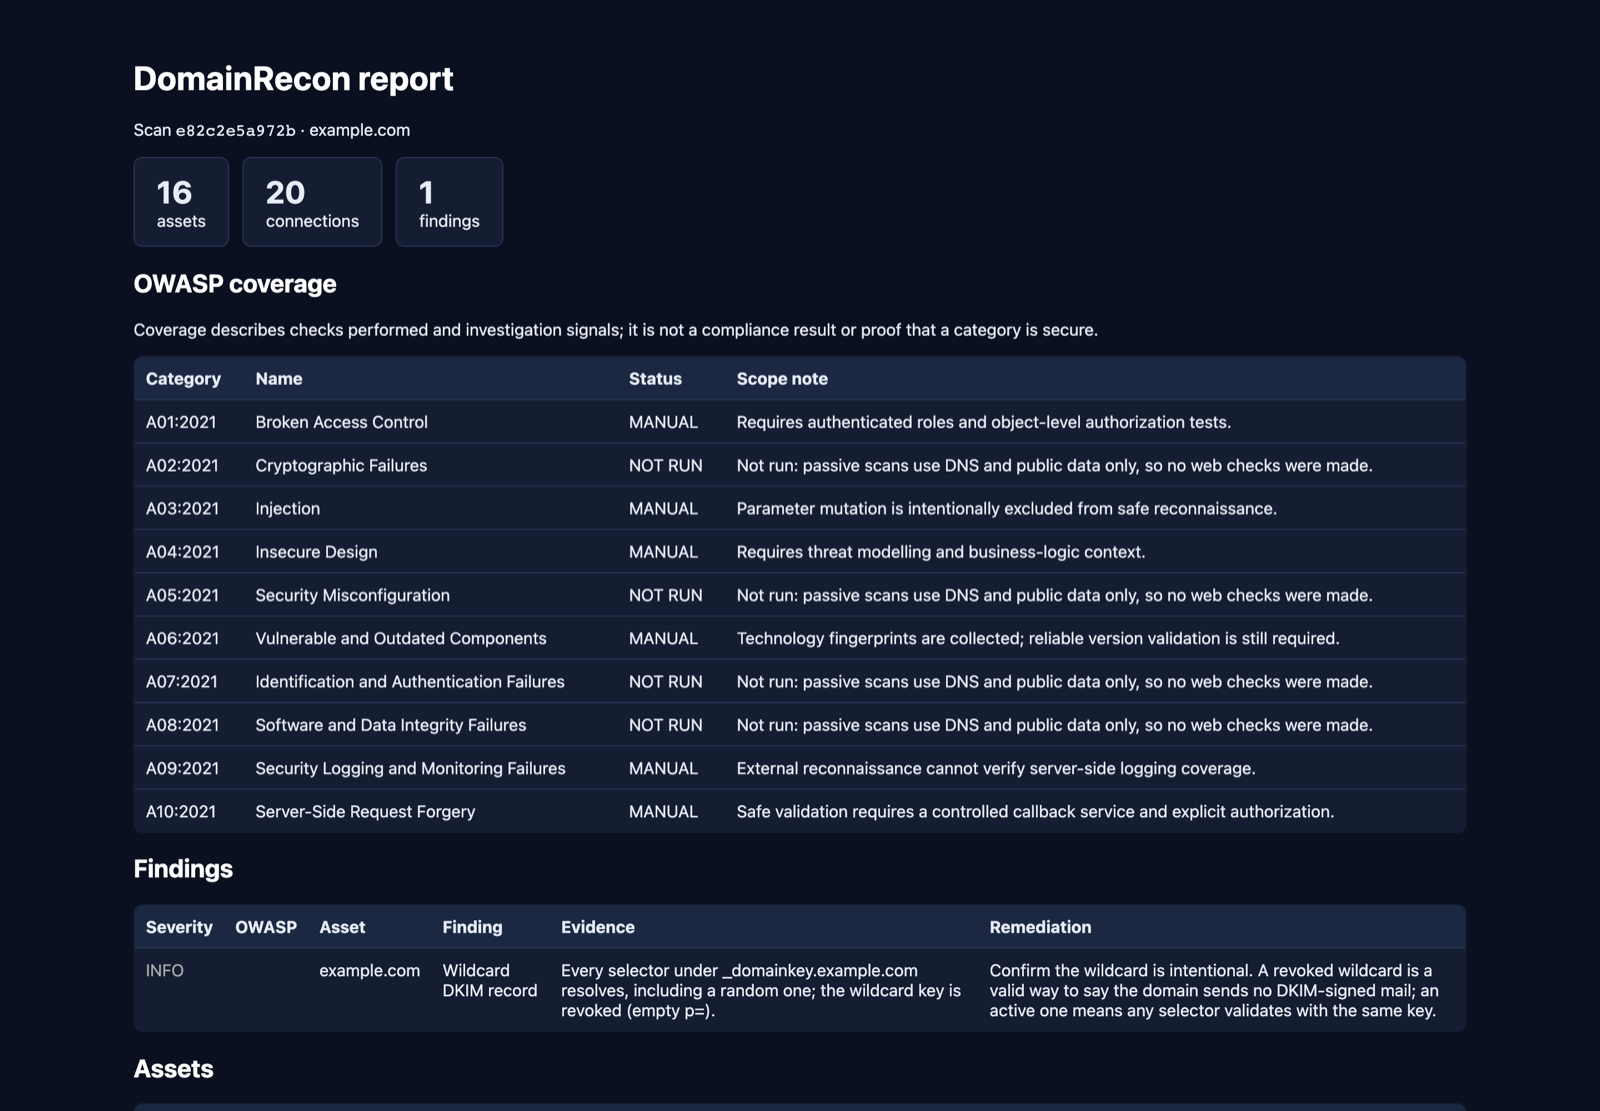 DomainRecon report
Scan e82c2e5a972b · example.com
16
assets
20
connections
1
findings
OWASP coverage
Coverage describes checks performed and investigation signals; it is not a compliance result or proof that a category is secure.
Category Name Status Scope note
A01:2021 Broken Access Control MANUAL Requires authenticated roles and object-level authorization tests.
A02:2021 Cryptographic Failures NOT RUN Not run: passive scans use DNS and public data only, so no web checks were made.
A03:2021 Injection MANUAL Parameter mutation is intentionally excluded from safe reconnaissance.
A04:2021 Insecure Design MANUAL Requires threat modelling and business-logic context.
A05:2021 Security Misconfiguration NOT RUN Not run: passive scans use DNS and public data only, so no web checks were made.
A06:2021 Vulnerable and Outdated Components MANUAL Technology fingerprints are collected; reliable version validation is still required.
A07:2021 Identification and Authentication Failures NOT RUN Not run: passive scans use DNS and public data only, so no web checks were made.
A08:2021 Software and Data Integrity Failures NOT RUN Not run: passive scans use DNS and public data only, so no web checks were made.
A09:2021 Security Logging and Monitoring Failures MANUAL External reconnaissance cannot verify server-side logging coverage.
A10:2021 Server-Side Request Forgery MANUAL Safe validation requires a controlled callback service and explicit authorization.
Findings
Severity OWASP Asset Finding Evidence Remediation
INFO example.com Wildcard Every selector under _domainkey.example.com Confirm the wildcard is intentional. A revoked wildcard is a
DKIM record resolves, including a random one; the wildcard key is valid way to say the domain sends no DKIM-signed mail; an
revoked (empty p=). active one means any selector validates with the same key.
Assets